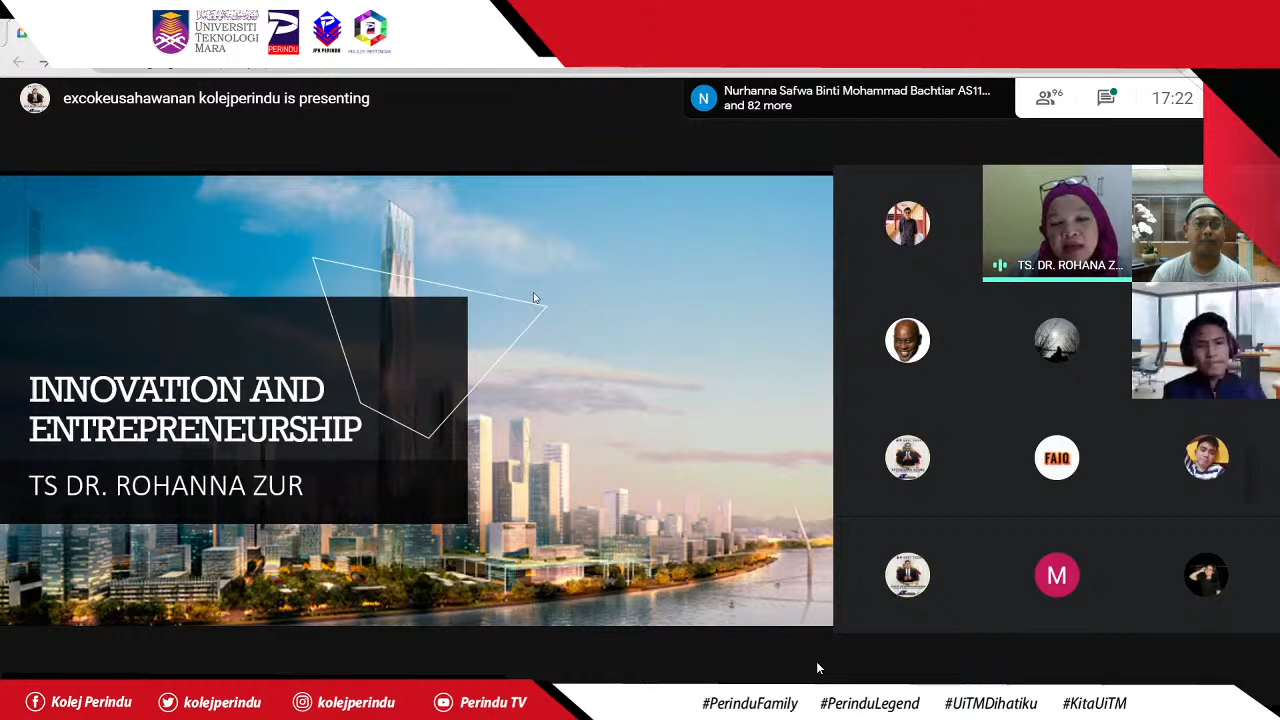 UNIVERSITI
TEKNOLOGI
MARA
PERINDU
JPK PERINDU
excokeusahawanan kolejperindu is presenting
N
Nurhanna Safwa Binti Mohammad Bachtiar AS11...
and 82 more
96
17:22
TS. DR. ROHANA Z...
INNOVATION AND
ENTREPRENEURSHIP
TS DR. ROHANNA ZUR
FAIQ
M
Kolej Perindu
kolejperindu
kolejperindu
Perindu TV
#PerinduFamily
#PerinduLegend
#UiTMDihatiku
#KitaUiTM